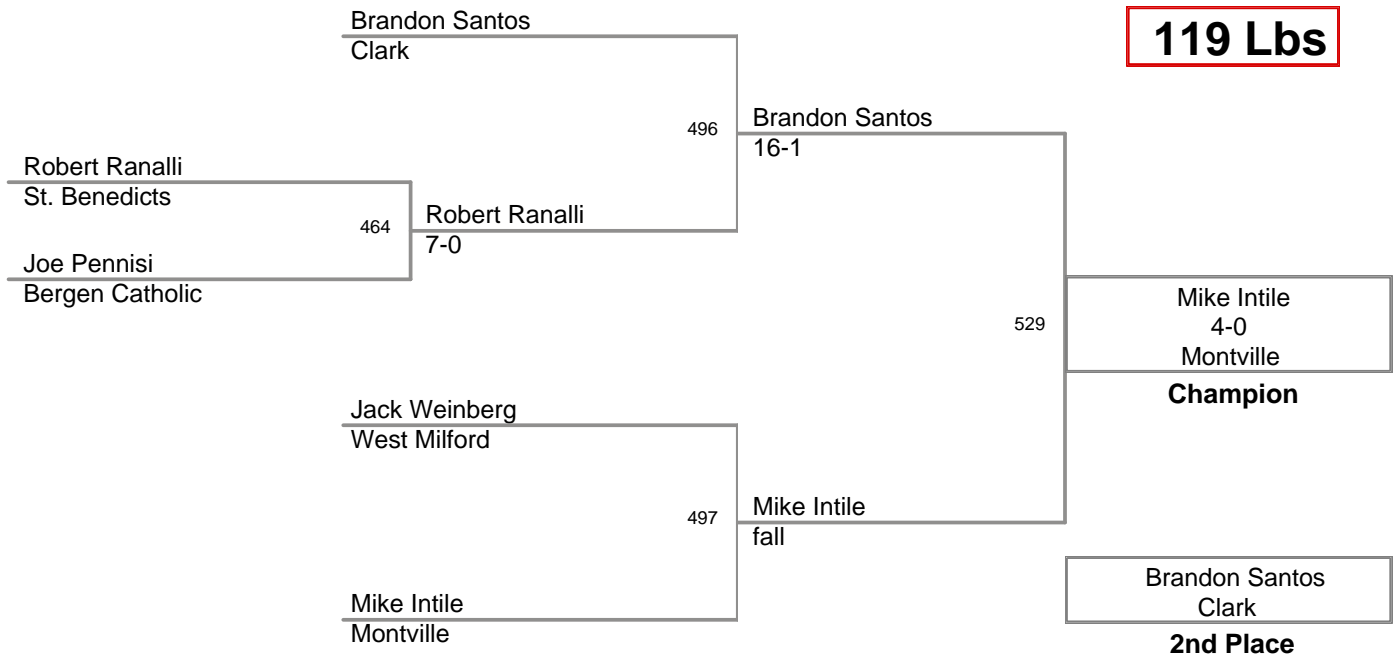 Brandon Santos
Clark
119 Lbs
496
Brandon Santos
16-1
Robert Ranalli
St. Benedicts
464
Robert Ranalli
7-0
Joe Pennisi
Bergen Catholic
529
Mike Intile
4-0
Montville
Champion
Jack Weinberg
West Milford
497
Mike Intile
fall
Mike Intile
Montville
Brandon Santos
Clark
2nd Place